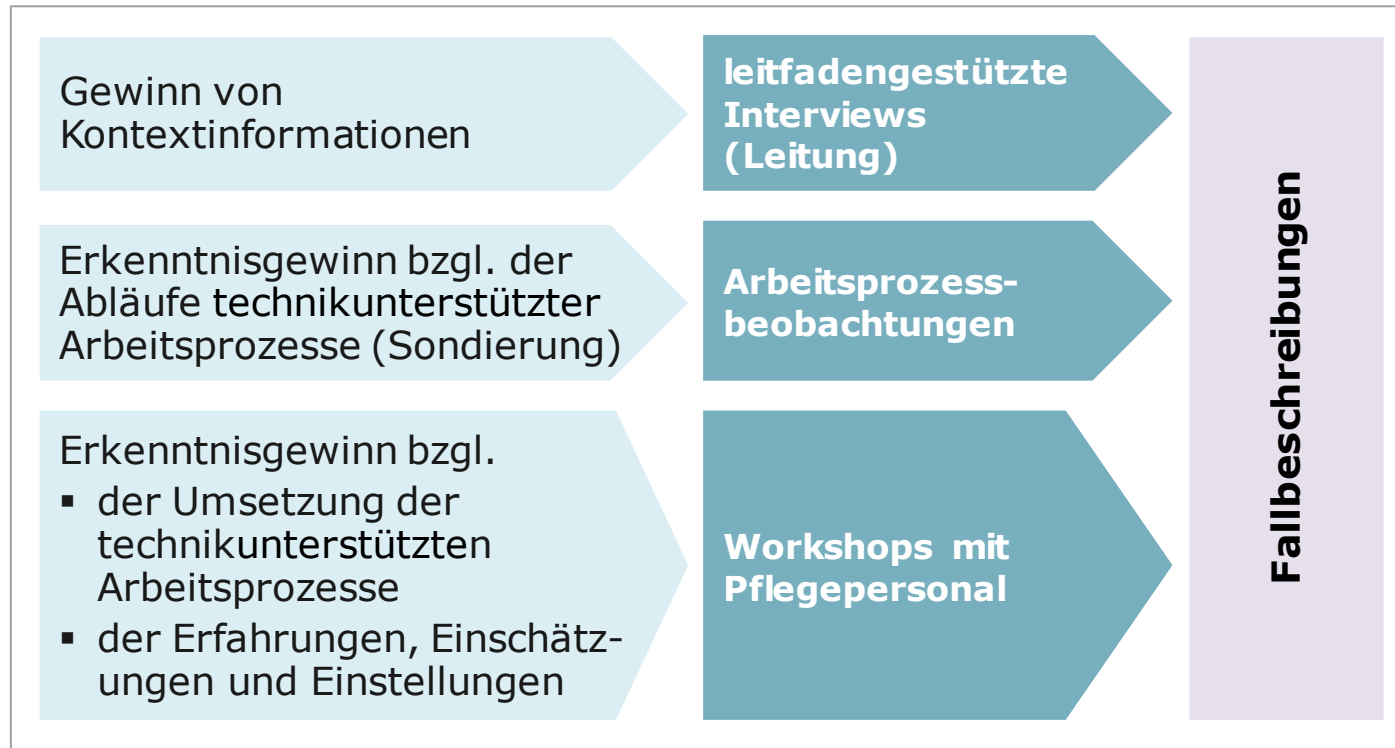 Gewinn von
Kontextinformationen
leitfadengestützte
Interviews
(Leitung)
Erkenntnisgewinn bzgl. der
Abläufe technikunterstützter
Arbeitsprozesse (Sondierung)
Arbeitsprozess-
beobachtungen
Erkenntnisgewinn bzgl.
▪ der Umsetzung der
technikunterstützten
Arbeitsprozesse
▪ der Erfahrungen, Einschätz-
ungen und Einstellungen
Workshops mit
Pflegepersonal
Fallbeschreibungen